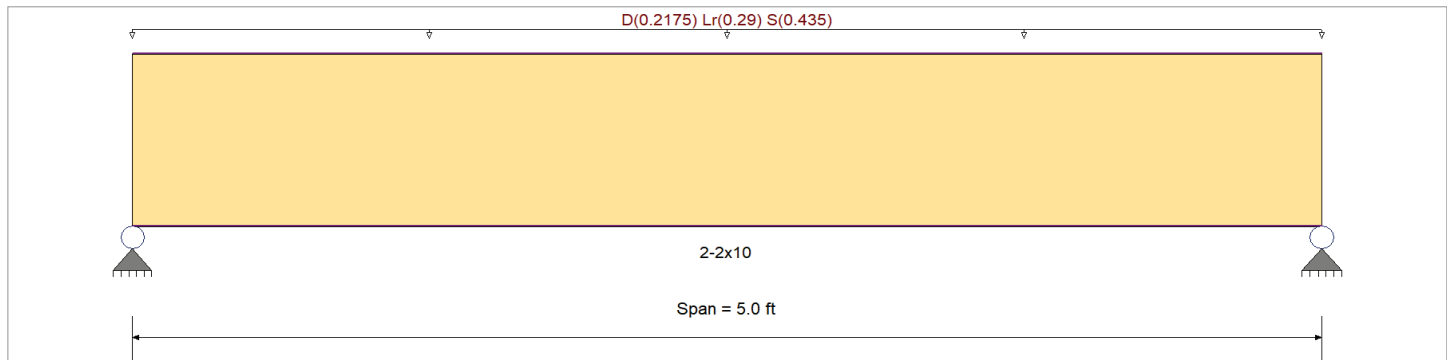 D(0.2175) Lr(0.29) S(0.435)
2-2x10
Span = 5.0 ft